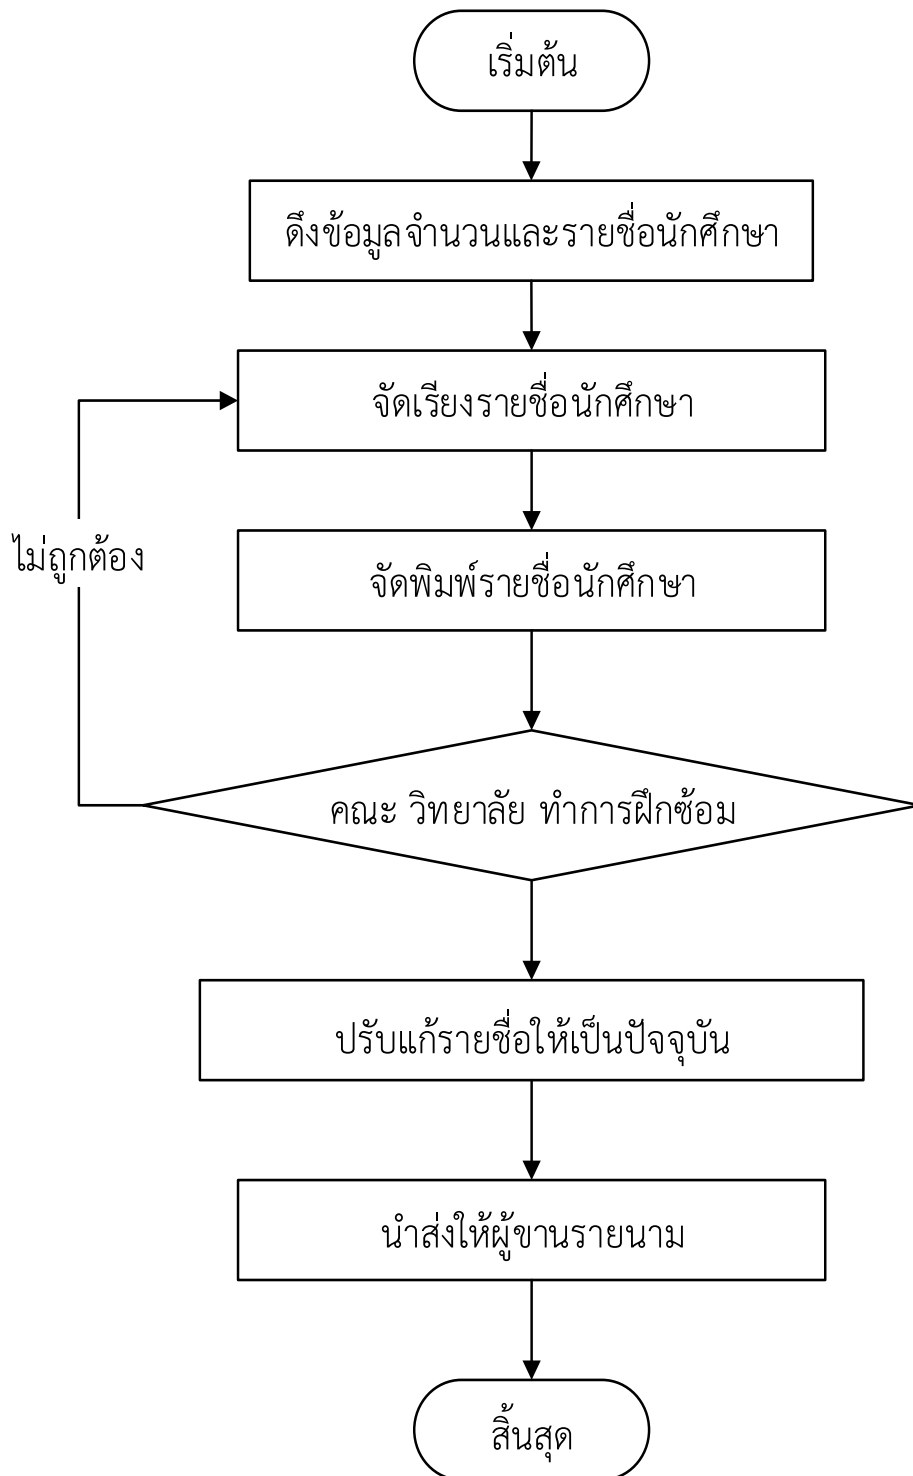 เริ่มต้น
ดึงข้อมูลจำนวนและรายชื่อนักศึกษา
จัดเรียงรายชื่อนักศึกษา
ไม่ถูกต้อง
จัดพิมพ์รายชื่อนักศึกษา
คณะ วิทยาลัย ทำการฝึกซ้อม
ปรับแก้รายชื่อให้เป็นปัจจุบัน
นำส่งให้ผู้ขานรายนาม
สิ้นสุด